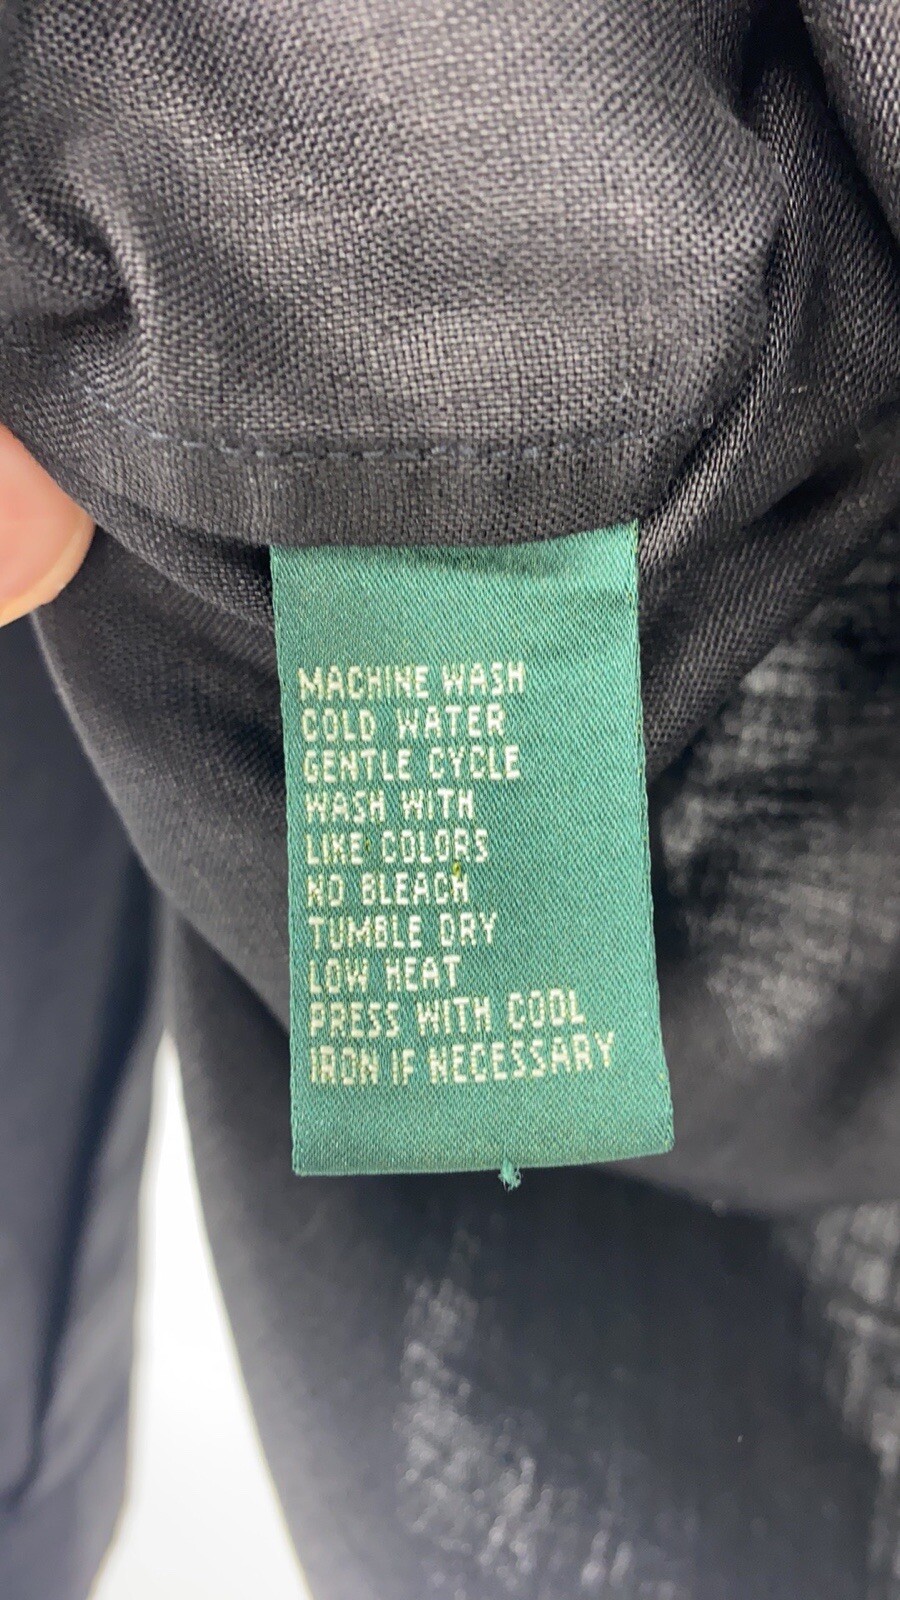 MACHINE WASH
COLD WATER
GENTLE CYCLE
WASH WITH
LIKE COLORS
NO BLEACH
TUMBLE DRY
LOW HEAT
PRESS WITH COOL
IRON IF NECESSARY